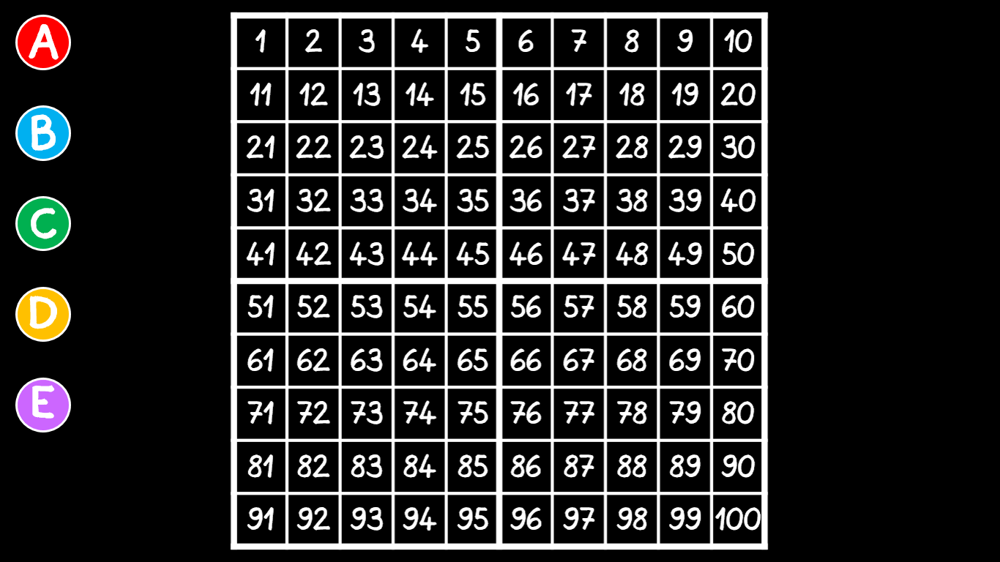 A
B
C
D
E
1 2 3 4 5 6 7 8 9 10
11 12 13 14 15 16 17 18 19 20
21 22 23 24 25 26 27 28 29 30
31 32 33 34 35 36 37 38 39 40
41 42 43 44 45 46 47 48 49 50
51 52 53 54 55 56 57 58 59 60
61 62 63 64 65 66 67 68 69 70
71 72 73 74 75 76 77 78 79 80
81 82 83 84 85 86 87 88 89 90
91 92 93 94 95 96 97 98 99 100